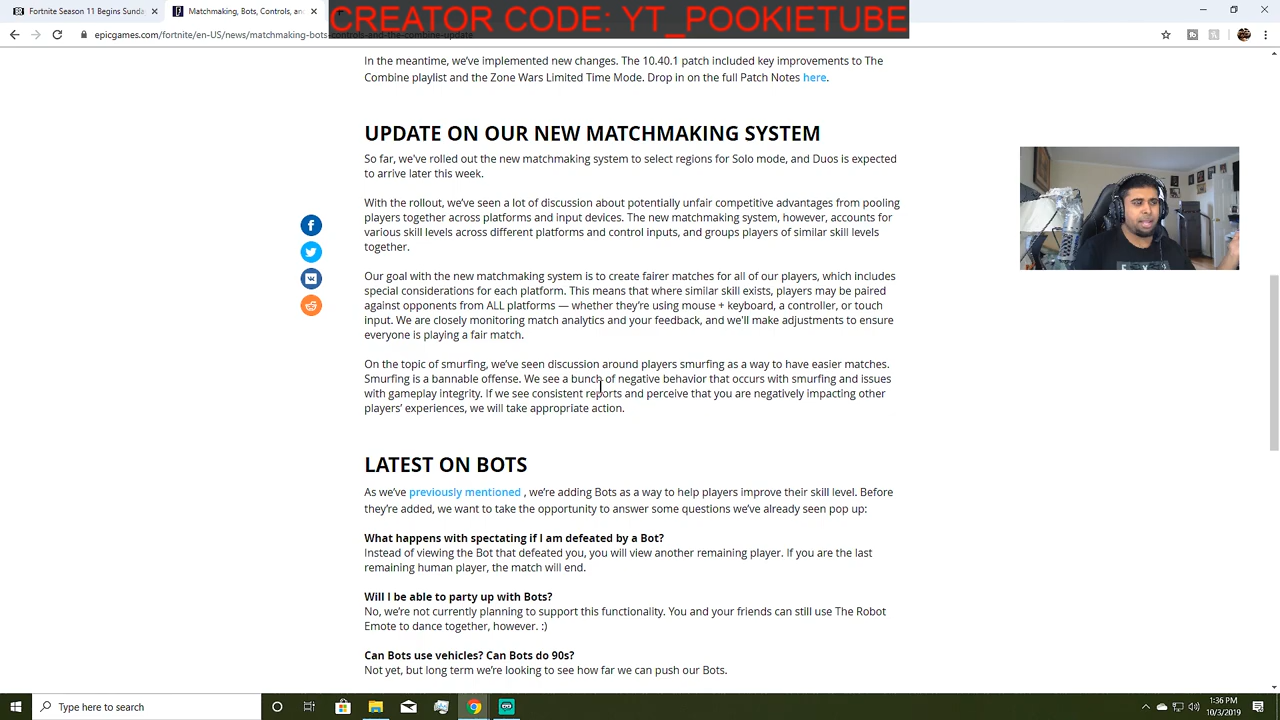 Fortnite Season 11 Begins Sunda
Matchmaking, Bots, Controls, an
CREATOR CODE: YT_POOKIETUBE
epicgames.com/fortnite/en-US/news/matchmaking-bots-controls-and-the-combine-update
In the meantime, we've implemented new changes. The 10.40.1 patch included key improvements to The
Combine playlist and the Zone Wars Limited Time Mode. Drop in on the full Patch Notes here.
UPDATE ON OUR NEW MATCHMAKING SYSTEM
So far, we've rolled out the new matchmaking system to select regions for Solo mode, and Duos is expected
to arrive later this week.
With the rollout, we've seen a lot of discussion about potentially unfair competitive advantages from pooling
players together across platforms and input devices. The new matchmaking system, however, accounts for
various skill levels across different platforms and control inputs, and groups players of similar skill levels
together.
Our goal with the new matchmaking system is to create fairer matches for all of our players, which includes
special considerations for each platform. This means that where similar skill exists, players may be paired
against opponents from ALL platforms — whether they're using mouse + keyboard, a controller, or touch
input. We are closely monitoring match analytics and your feedback, and we'll make adjustments to ensure
everyone is playing a fair match.
On the topic of smurfing, we've seen discussion around players smurfing as a way to have easier matches.
Smurfing is a bannable offense. We see a bunch of negative behavior that occurs with smurfing and issues
with gameplay integrity. If we see consistent reports and perceive that you are negatively impacting other
players' experiences, we will take appropriate action.
LATEST ON BOTS
As we've previously mentioned , we're adding Bots as a way to help players improve their skill level. Before
they're added, we want to take the opportunity to answer some questions we've already seen pop up:
What happens with spectating if I am defeated by a Bot?
Instead of viewing the Bot that defeated you, you will view another remaining player. If you are the last
remaining human player, the match will end.
Will I be able to party up with Bots?
No, we're not currently planning to support this functionality. You and your friends can still use The Robot
Emote to dance together, however. :)
Can Bots use vehicles? Can Bots do 90s?
Not yet, but long term we're looking to see how far we can push our Bots.
Type here to search
1:36 PM
10/3/2019